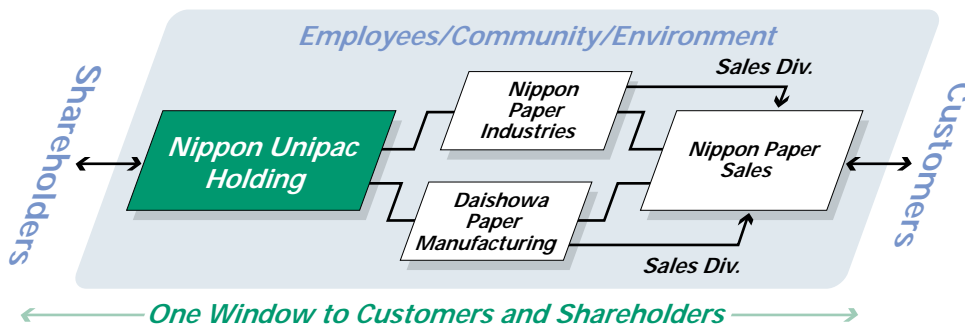 Employees/Community/Environment
Shareholders
Nippon Unipac
Holding
Nippon
Paper
Industries
Daishowa
Paper
Manufacturing
Sales Div.
Sales Div.
Nippon Paper
Sales
Customers
One Window to Customers and Shareholders